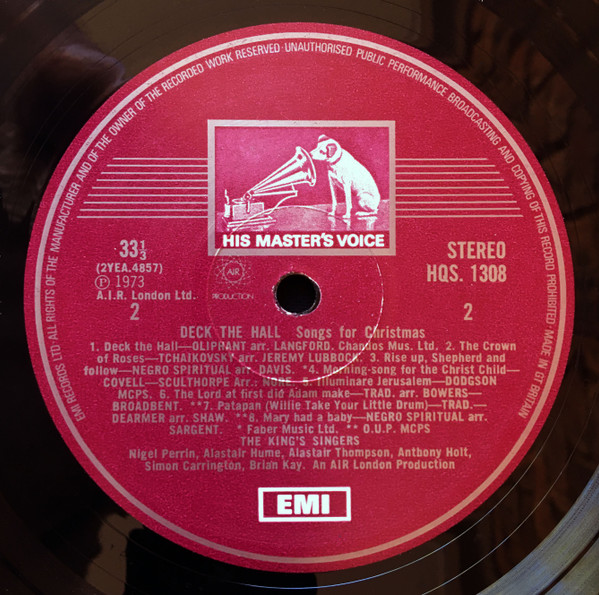 EMI RECORDS LTD · ALL RIGHTS OF THE MANUFACTURER AND OF THE OWNER OF THE RECORDED WORK RESERVED · UNAUTHORISED PUBLIC PERFORMANCE BROADCASTING AND COPYING OF THIS RECORD PROHIBITED · MADE IN GT BRITAIN
HIS MASTER'S VOICE
33⅓
(2YEA.4857)
Ⓟ 1973
A.I.R. London Ltd.
2
AIR
PRODUCTION
STEREO
HQS. 1308
2
DECK THE HALL Songs for Christmas
1. Deck the Hall—OLIPHANT arr. LANGFORD. Chandos Mus. Ltd. 2. The Crown
of Roses—TCHAIKOVSKY arr. JEREMY LUBBOCK. 3. Rise up, Shepherd and
follow—NEGRO SPIRITUAL arr. DAVIS. *4. Morning-song for the Christ Child—
COVELL—SCULTHORPE Arr.: NONE. 5. Illuminare Jerusalem—DODGSON
MCPS. 6. The Lord at first did Adam make—TRAD. arr. BOWERS-
BROADBENT. **7. Patapan (Willie Take Your Little Drum)—TRAD.—
DEARMER arr. SHAW. **8. Mary had a baby—NEGRO SPIRITUAL arr.
SARGENT. * Faber Music Ltd. ** O.U.P. MCPS
THE KING'S SINGERS
Nigel Perrin, Alastair Hume, Alastair Thompson, Antbony Holt,
Simon Carrington, Brian Kay. An AIR London Production
EMI